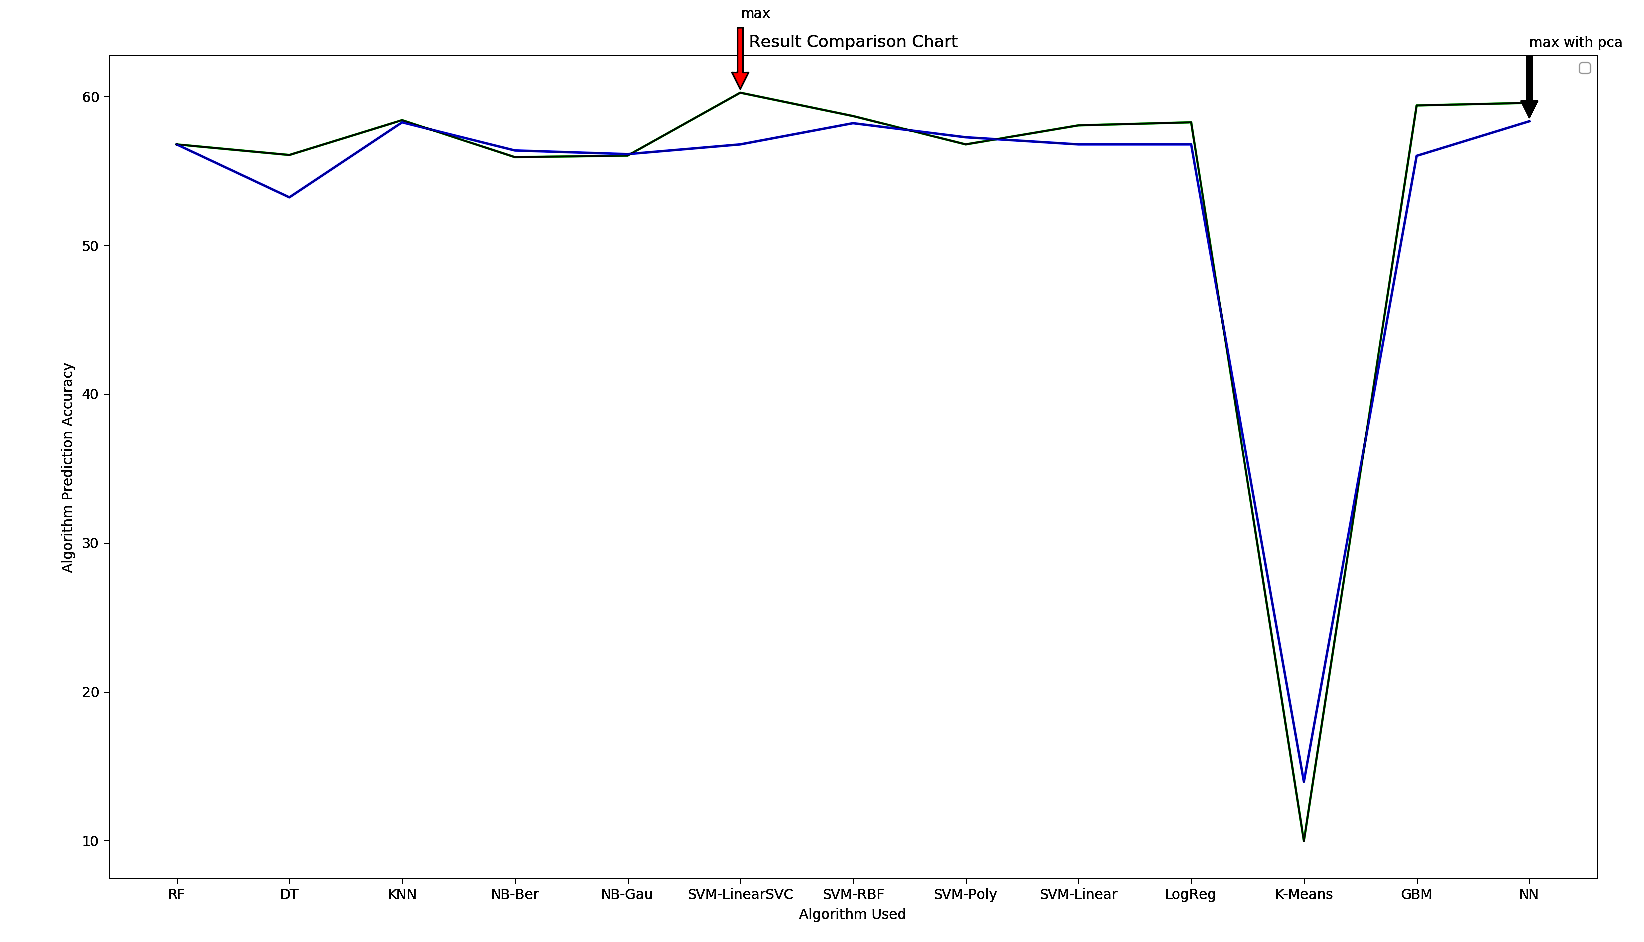 max
Result Comparison Chart
max with pca
60
50
40
30
20
10
Algorithm Prediction Accuracy
RF DT KNN NB-Ber NB-Gau SVM-LinearSVC SVM-RBF SVM-Poly SVM-Linear LogReg K-Means GBM NN
Algorithm Used